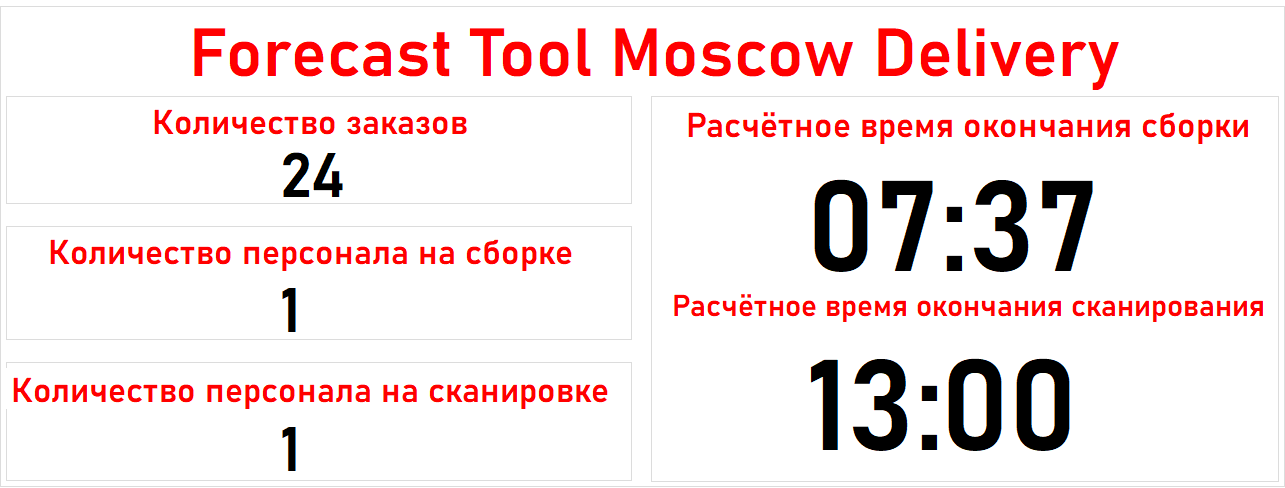 Forecast Tool Moscow Delivery
Количество заказов
24
Количество персонала на сборке
1
Количество персонала на сканировке
1
Расчётное время окончания сборки
07:37
Расчётное время окончания сканирования
13:00